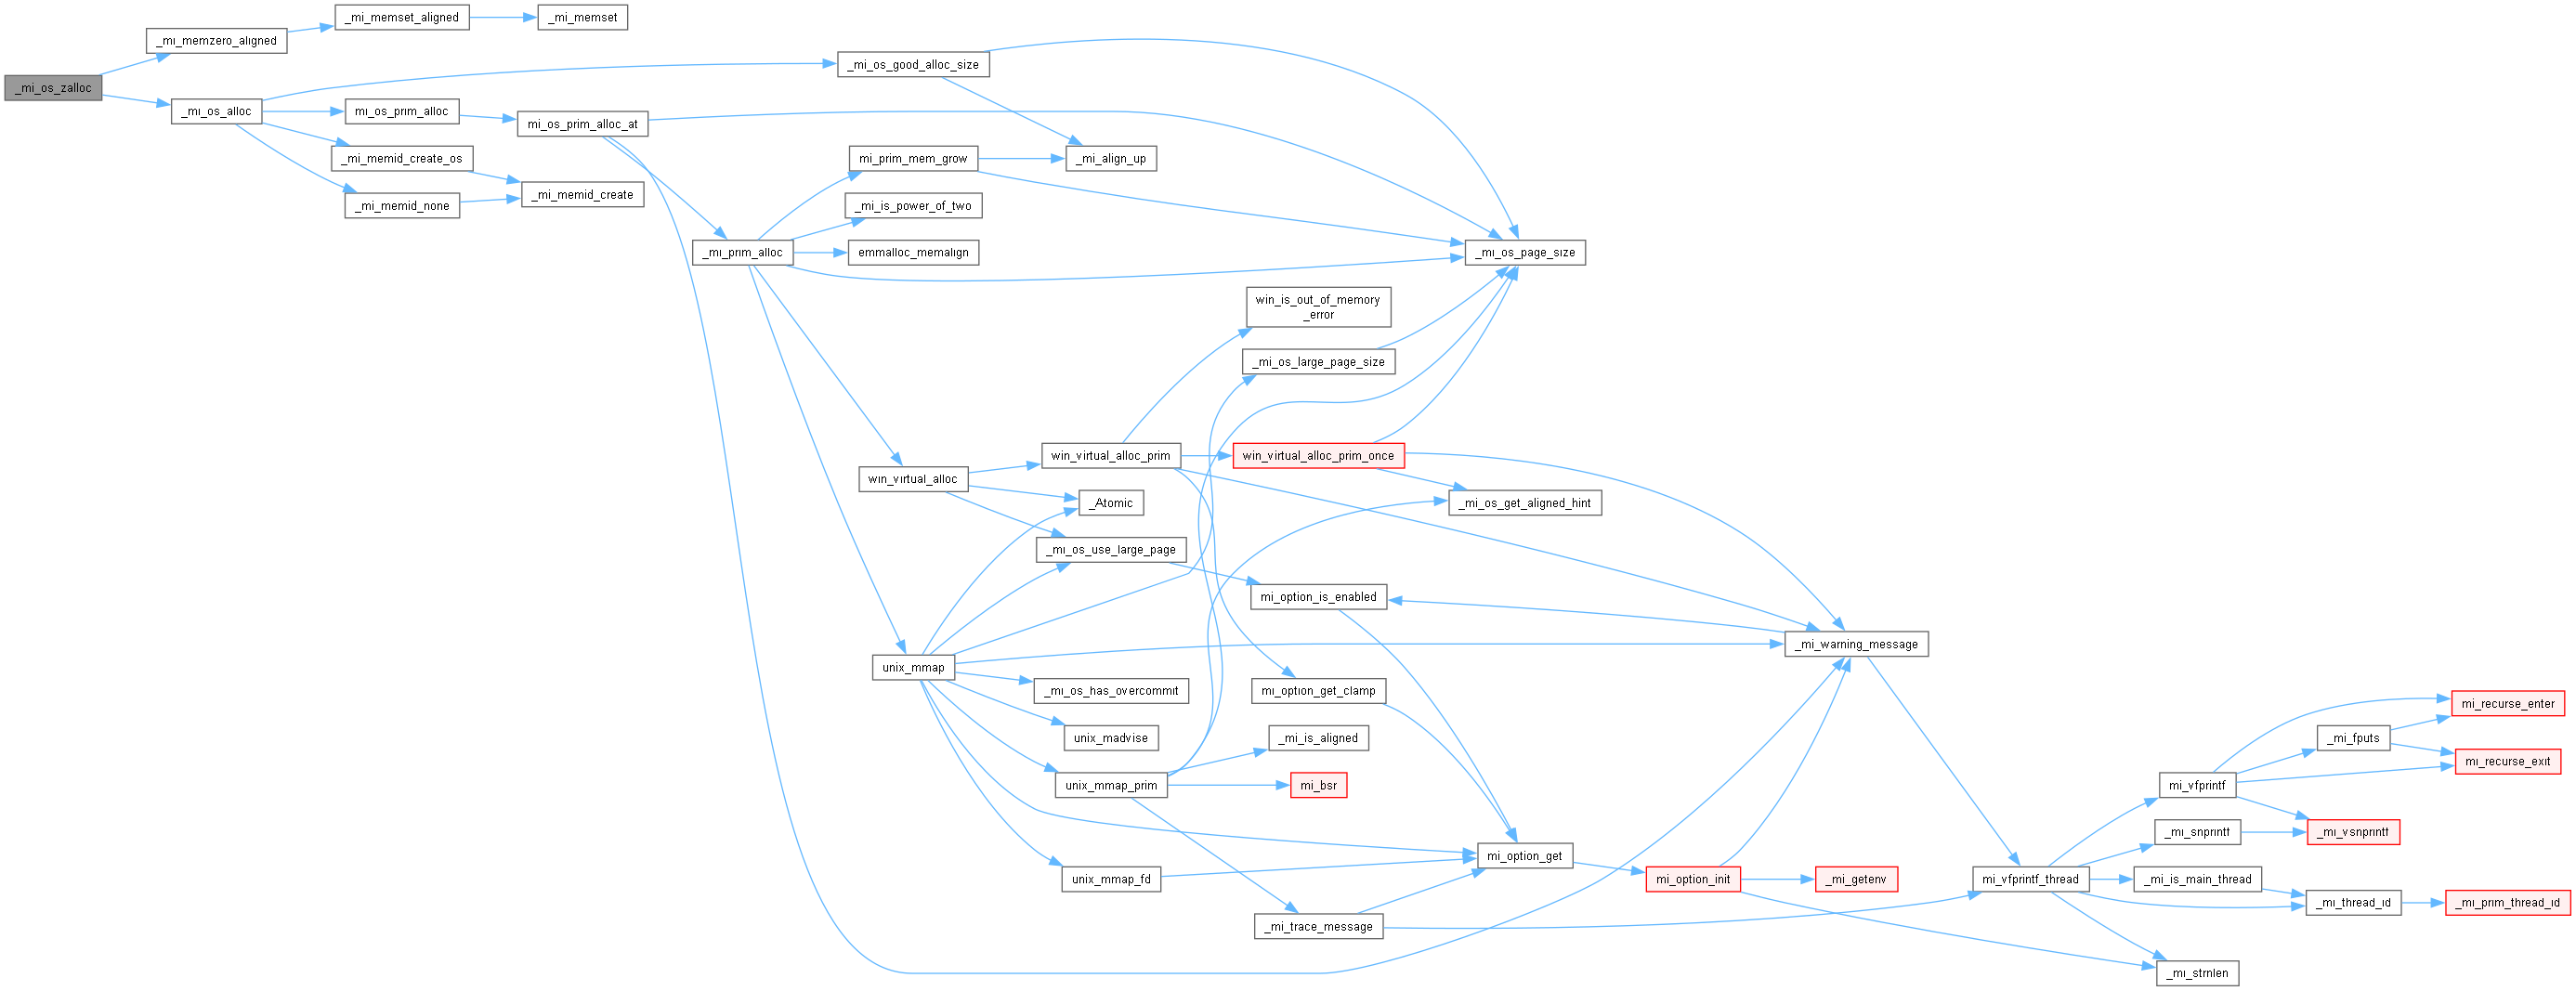 _mi_os_zalloc
_mi_memzero_aligned
_mi_memset_aligned
_mi_memset
_mi_os_alloc
mi_os_prim_alloc
_mi_memid_create_os
_mi_memid_none
mi_os_prim_alloc_at
_mi_memid_create
_mi_os_good_alloc_size
mi_prim_mem_grow
_mi_align_up
_mi_is_power_of_two
_mi_prim_alloc
emmalloc_memalign
_mi_os_page_size
win_is_out_of_memory
_error
_mi_os_large_page_size
win_virtual_alloc_prim
win_virtual_alloc_prim_once
win_virtual_alloc
_Atomic
_mi_os_get_aligned_hint
_mi_os_use_large_page
mi_option_is_enabled
_mi_warning_message
unix_mmap
_mi_os_has_overcommit
mi_option_get_clamp
unix_madvise
_mi_is_aligned
unix_mmap_prim
mi_bsr
mi_option_get
unix_mmap_fd
_mi_trace_message
mi_option_init
_mi_getenv
mi_vfprintf_thread
mi_recurse_enter
_mi_fputs
mi_recurse_exit
mi_vfprintf
_mi_snprintf
_mi_vsnprintf
_mi_is_main_thread
_mi_thread_id
_mi_prim_thread_id
_mi_strnlen